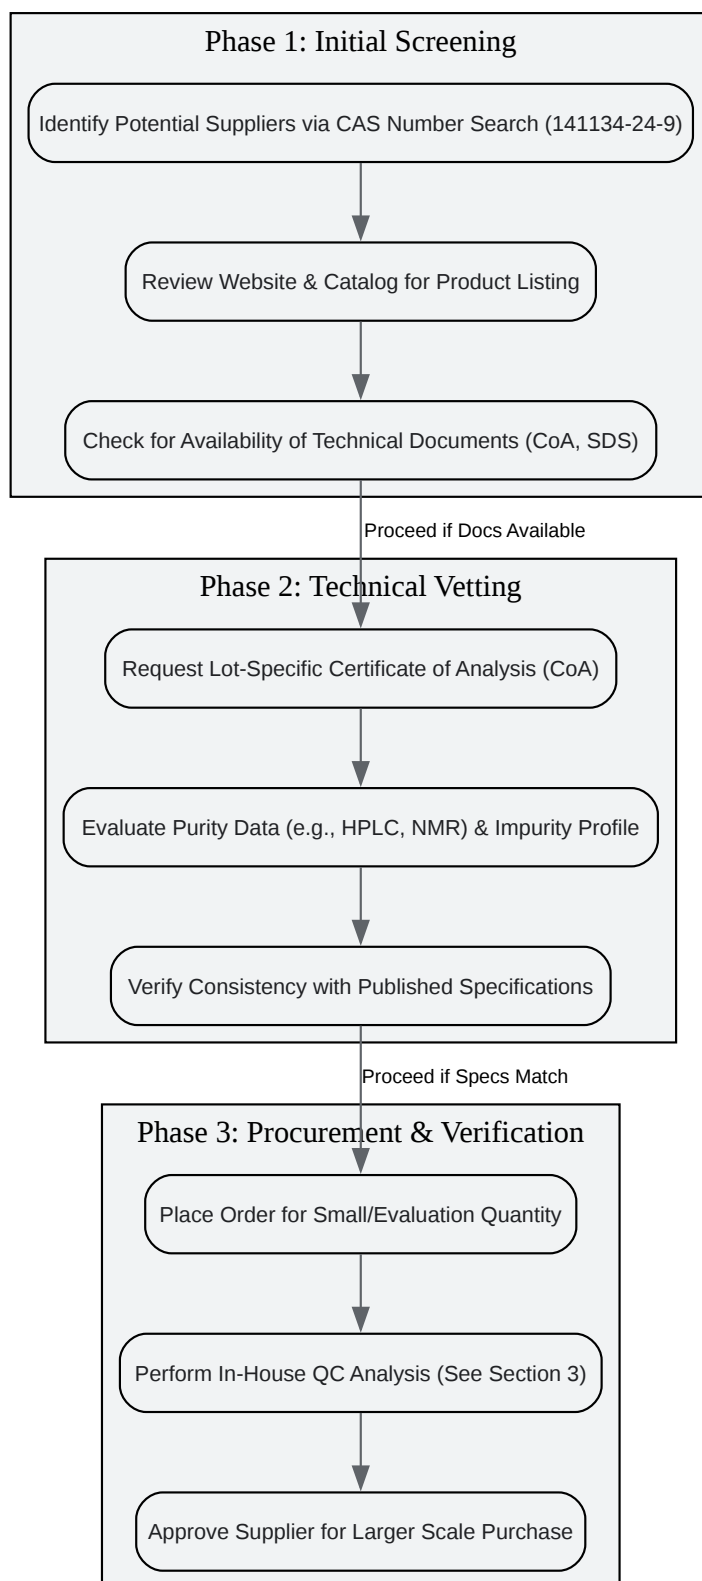 Phase 1: Initial Screening
Identify Potential Suppliers via CAS Number Search (141134-24-9)
Review Website & Catalog for Product Listing
Check for Availability of Technical Documents (CoA, SDS)
Proceed if Docs Available
Phase 2: Technical Vetting
Request Lot-Specific Certificate of Analysis (CoA)
Evaluate Purity Data (e.g., HPLC, NMR) & Impurity Profile
Verify Consistency with Published Specifications
Proceed if Specs Match
Phase 3: Procurement & Verification
Place Order for Small/Evaluation Quantity
Perform In-House QC Analysis (See Section 3)
Approve Supplier for Larger Scale Purchase